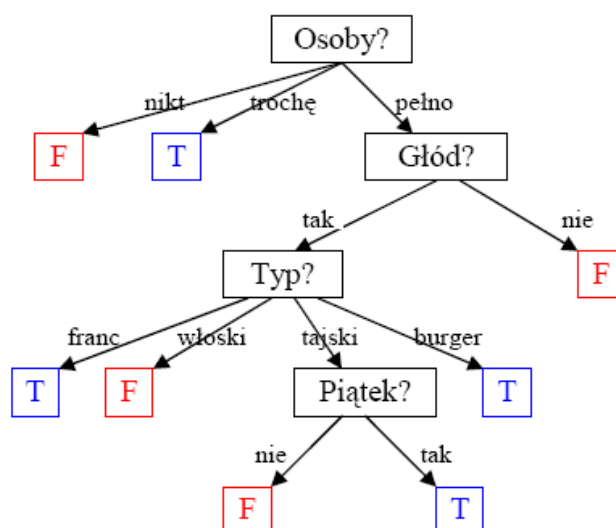 Osoby?
nikt trochę pełno
F T Głód?
tak nie
Typ? F
franc włoski tajski burger
T F Piątek? T
nie tak
F T